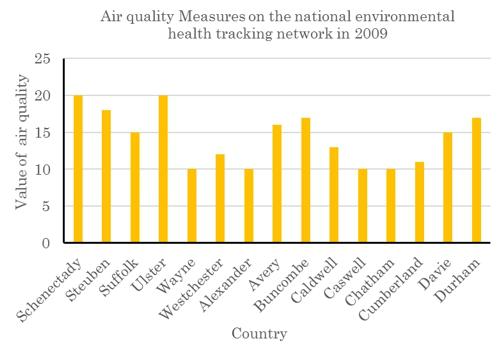 Air quality Measures on the national environmental
health tracking network in 2009
Value of air quality
25
20
15
10
5
0
Schenectady
Steuben
Suffolk
Ulster
Wayne
Westchester
Alexander
Avery
Buncombe
Caldwell
Caswell
Chatham
Cumberland
Davie
Durham
Country